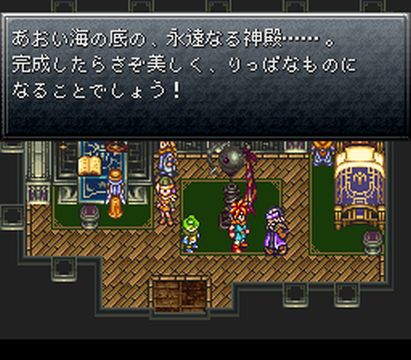 あおい海の底の、永遠なる神殿……。
完成したらさぞ美しく、りっぱなものに
なることでしょう！